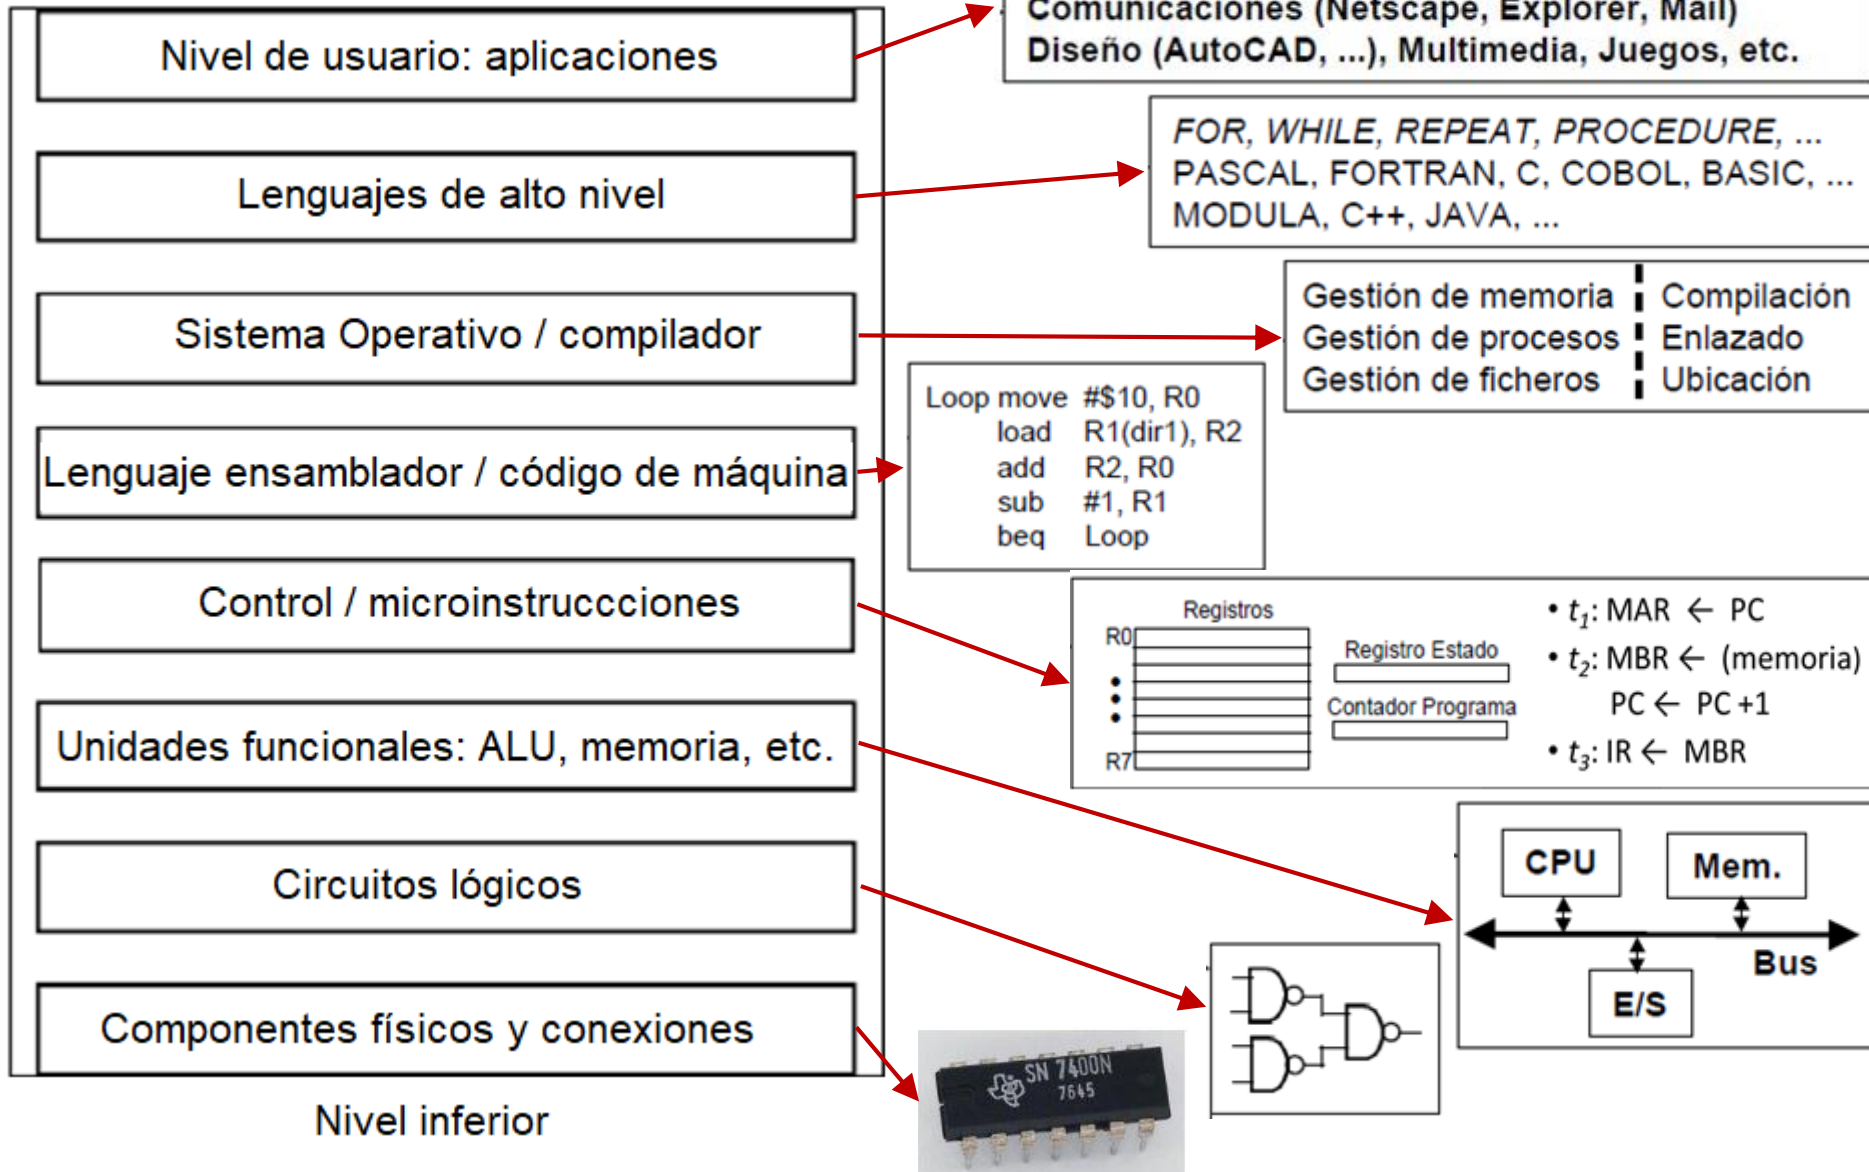 Nivel de usuario: aplicaciones
Lenguajes de alto nivel
Sistema Operativo / compilador
Lenguaje ensamblador / código de máquina
Control / microinstruccciones
Unidades funcionales: ALU, memoria, etc.
Circuitos lógicos
Componentes físicos y conexiones
Nivel inferior
Comunicaciones (Netscape, Explorer, Mail)
Diseño (AutoCAD, ...), Multimedia, Juegos, etc.
FOR, WHILE, REPEAT, PROCEDURE, ...
PASCAL, FORTRAN, C, COBOL, BASIC, ...
MODULA, C++, JAVA, ...
Gestión de memoria Compilación
Gestión de procesos Enlazado
Gestión de ficheros Ubicación
Loop move #$10, R0
load R1(dir1), R2
add R2, R0
sub #1, R1
beq Loop
Registros
R0
R7
Registro Estado
Contador Programa
• t1: MAR ← PC
• t2: MBR ← (memoria)
PC ← PC +1
• t3: IR ← MBR
CPU
Mem.
Bus
E/S
SN 7400N
7645